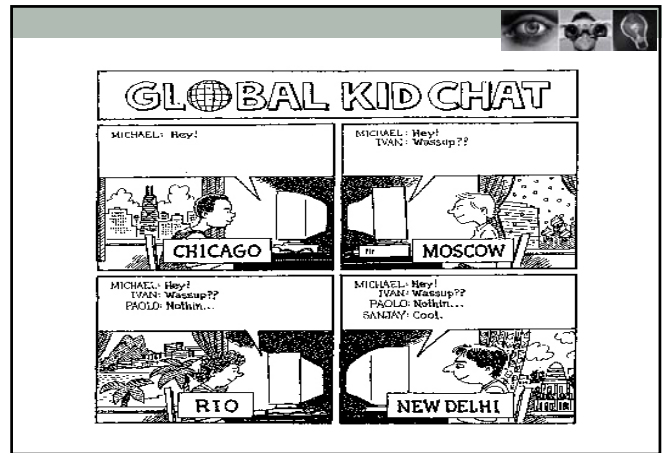 GLOBAL KID CHAT
MICHAEL: Hey!
CHICAGO
MICHAEL: Hey!
IVAN: Wassup??
MOSCOW
MICHAEL: Hey!
IVAN: Wassup??
PAOLO: Nothin...
RIO
MICHAEL: Hey!
IVAN: Wassup??
PAOLO: Nothin...
SANJAY: Cool.
NEW DELHI